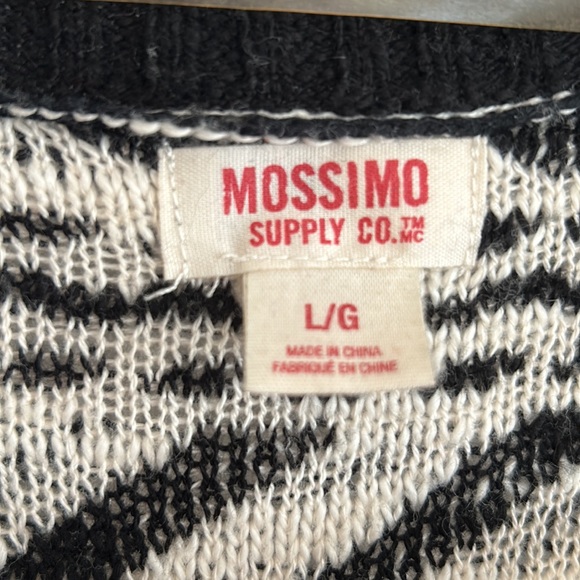 MOSSIMO
SUPPLY CO.™ MC
L/G
MADE IN CHINA
FABRIQUÉ EN CHINE